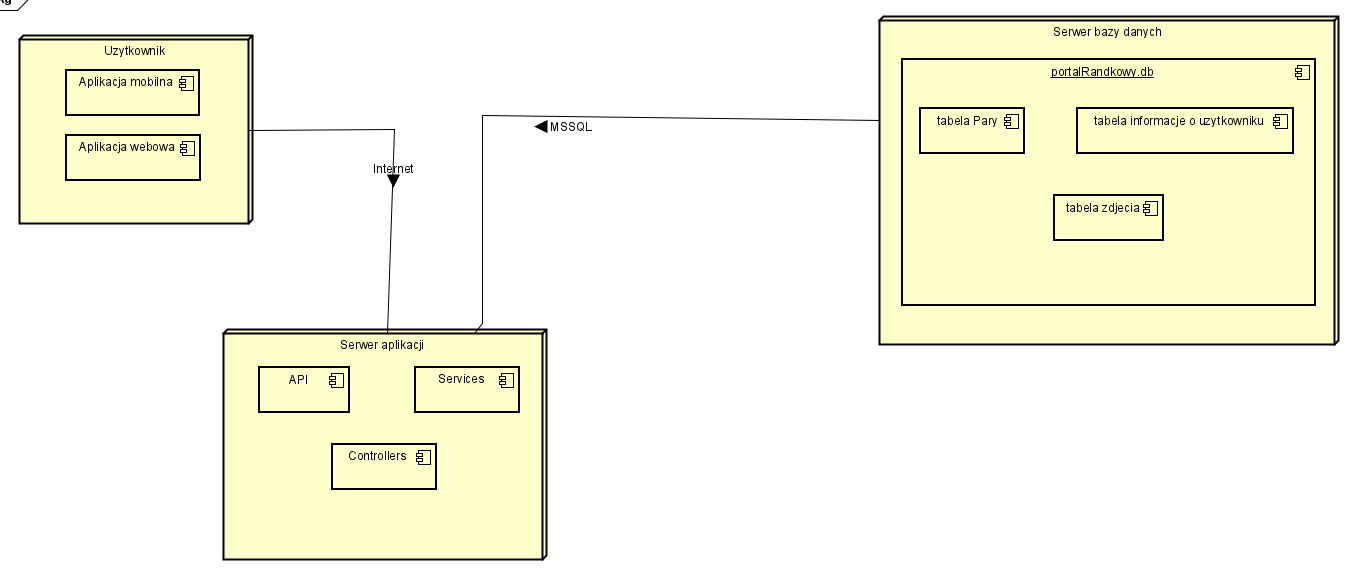 Uzytkownik
Aplikacja mobilna
Aplikacja webowa
Internet
MSSQL
Serwer bazy danych
portalRandkowy.db
tabela Pary
tabela informacje o uzytkowniku
tabela zdjecia
Serwer aplikacji
API
Services
Controllers